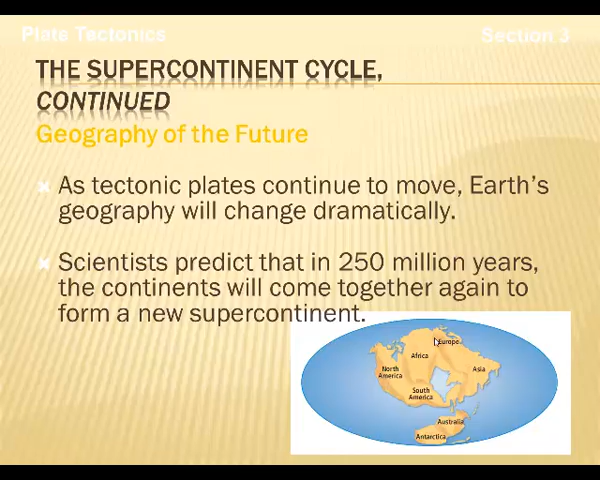 Plate Tectonics
Section 3
THE SUPERCONTINENT CYCLE,
CONTINUED
Geography of the Future
As tectonic plates continue to move, Earth's
geography will change dramatically.
Scientists predict that in 250 million years,
the continents will come together again to
form a new supercontinent.
Europe
Africa
North
America
Asia
South
America
Australia
Antarctica